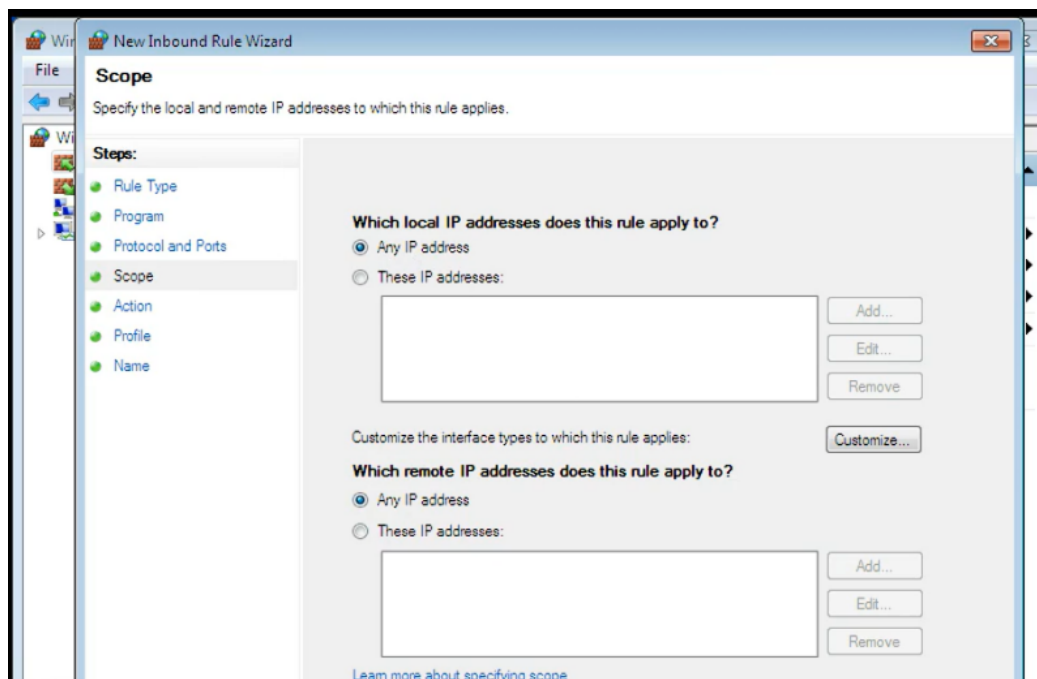 Wir
New Inbound Rule Wizard
File
Scope
Specify the local and remote IP addresses to which this rule applies.
Wi
Steps:
Rule Type
Program
Protocol and Ports
Scope
Action
Profile
Name
Which local IP addresses does this rule apply to?
Any IP address
These IP addresses:
Add...
Edit...
Remove
Customize the interface types to which this rule applies:
Customize...
Which remote IP addresses does this rule apply to?
Any IP address
These IP addresses:
Add...
Edit...
Remove
Learn more about specifying scope